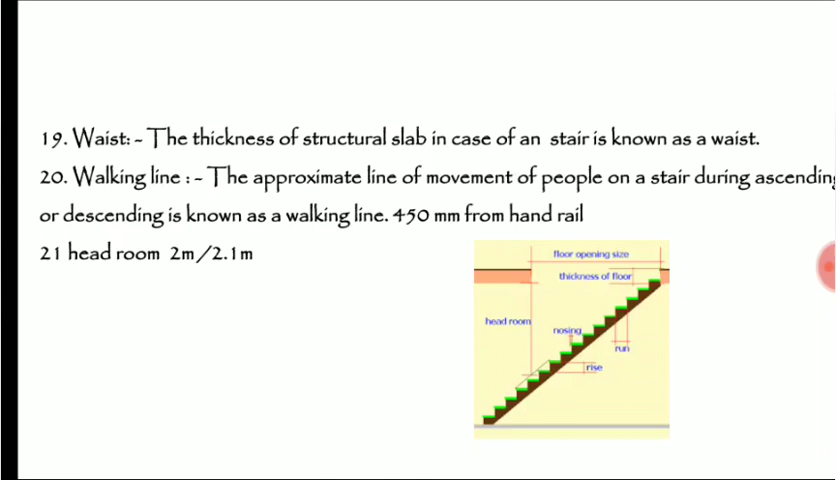 19. Waist: - The thickness of structural slab in case of an stair is known as a waist.
20. Walking line : - The approximate line of movement of people on a stair during ascending
or descending is known as a walking line. 450 mm from hand rail
21 head room 2m/2.1m
floor opening size
thickness of floor
head room
nosing
run
rise